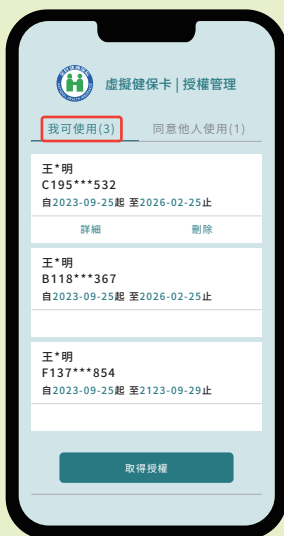 虛擬健保卡 | 授權管理
我可使用(3) 同意他人使用(1)
王*明
C195***532
自2023-09-25起 至2026-02-25止
詳細 刪除
王*明
B118***367
自2023-09-25起 至2026-02-25止
王*明
F137***854
自2023-09-25起 至2123-09-29止
取得授權